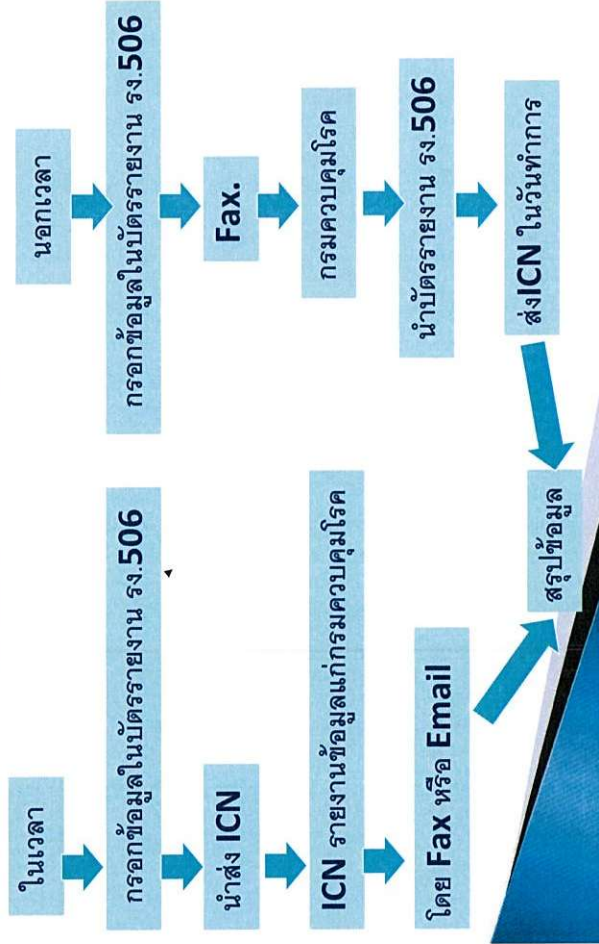 ในเวลา
กรอกข้อมูลในบัตรรายงาน รง.506
นำส่ง ICN
ICN รายงานข้อมูลแก่กรมควบคุมโรค
โดย Fax หรือ Email
นอกเวลา
กรอกข้อมูลในบัตรรายงาน รง.506
Fax.
กรมควบคุมโรค
นำบัตรรายงาน รง.506
ส่งICN ในวันทำการ
สรุปข้อมูล